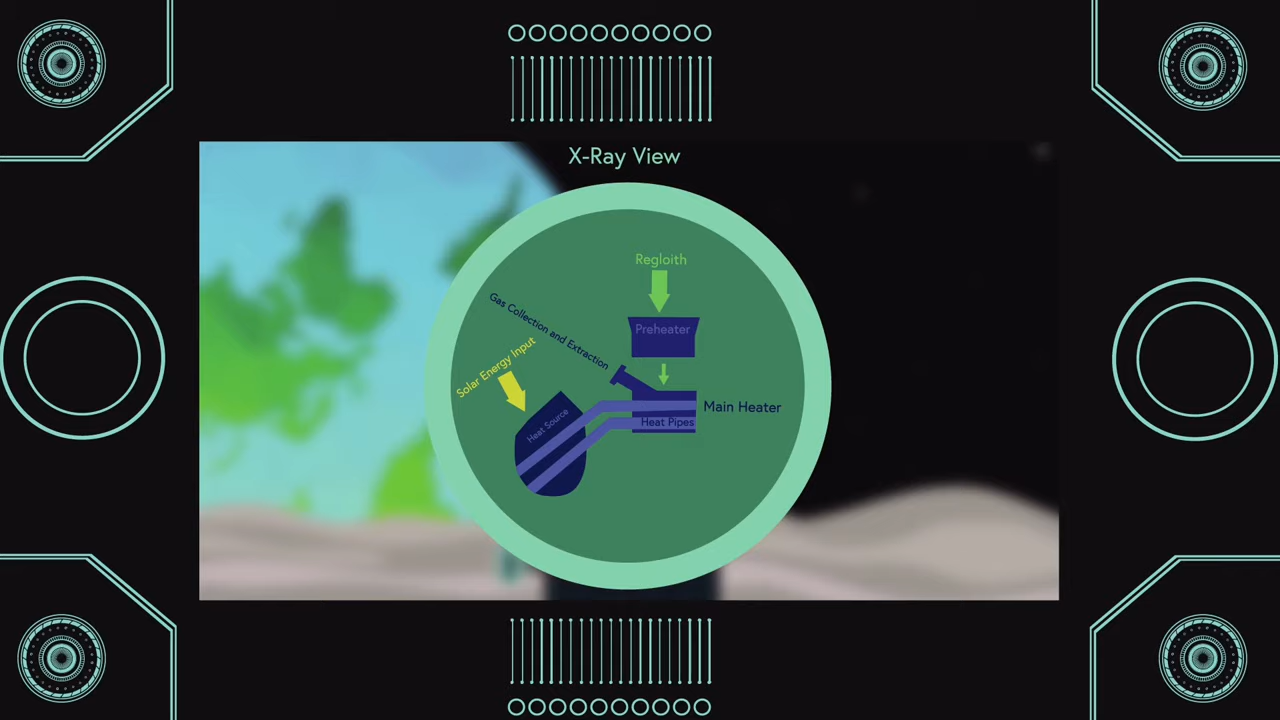 X-Ray View
Regloith
Gas Collection and Extraction
Preheater
Solar Energy Input
Main Heater
Heat Source
Heat Pipes